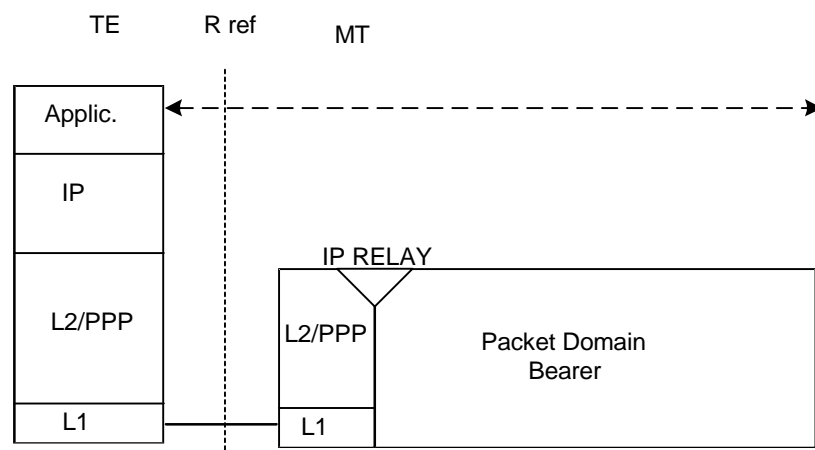 TE
R ref
MT
Applic.
IP
IP RELAY
L2/PPP
L2/PPP
Packet Domain
Bearer
L1
L1